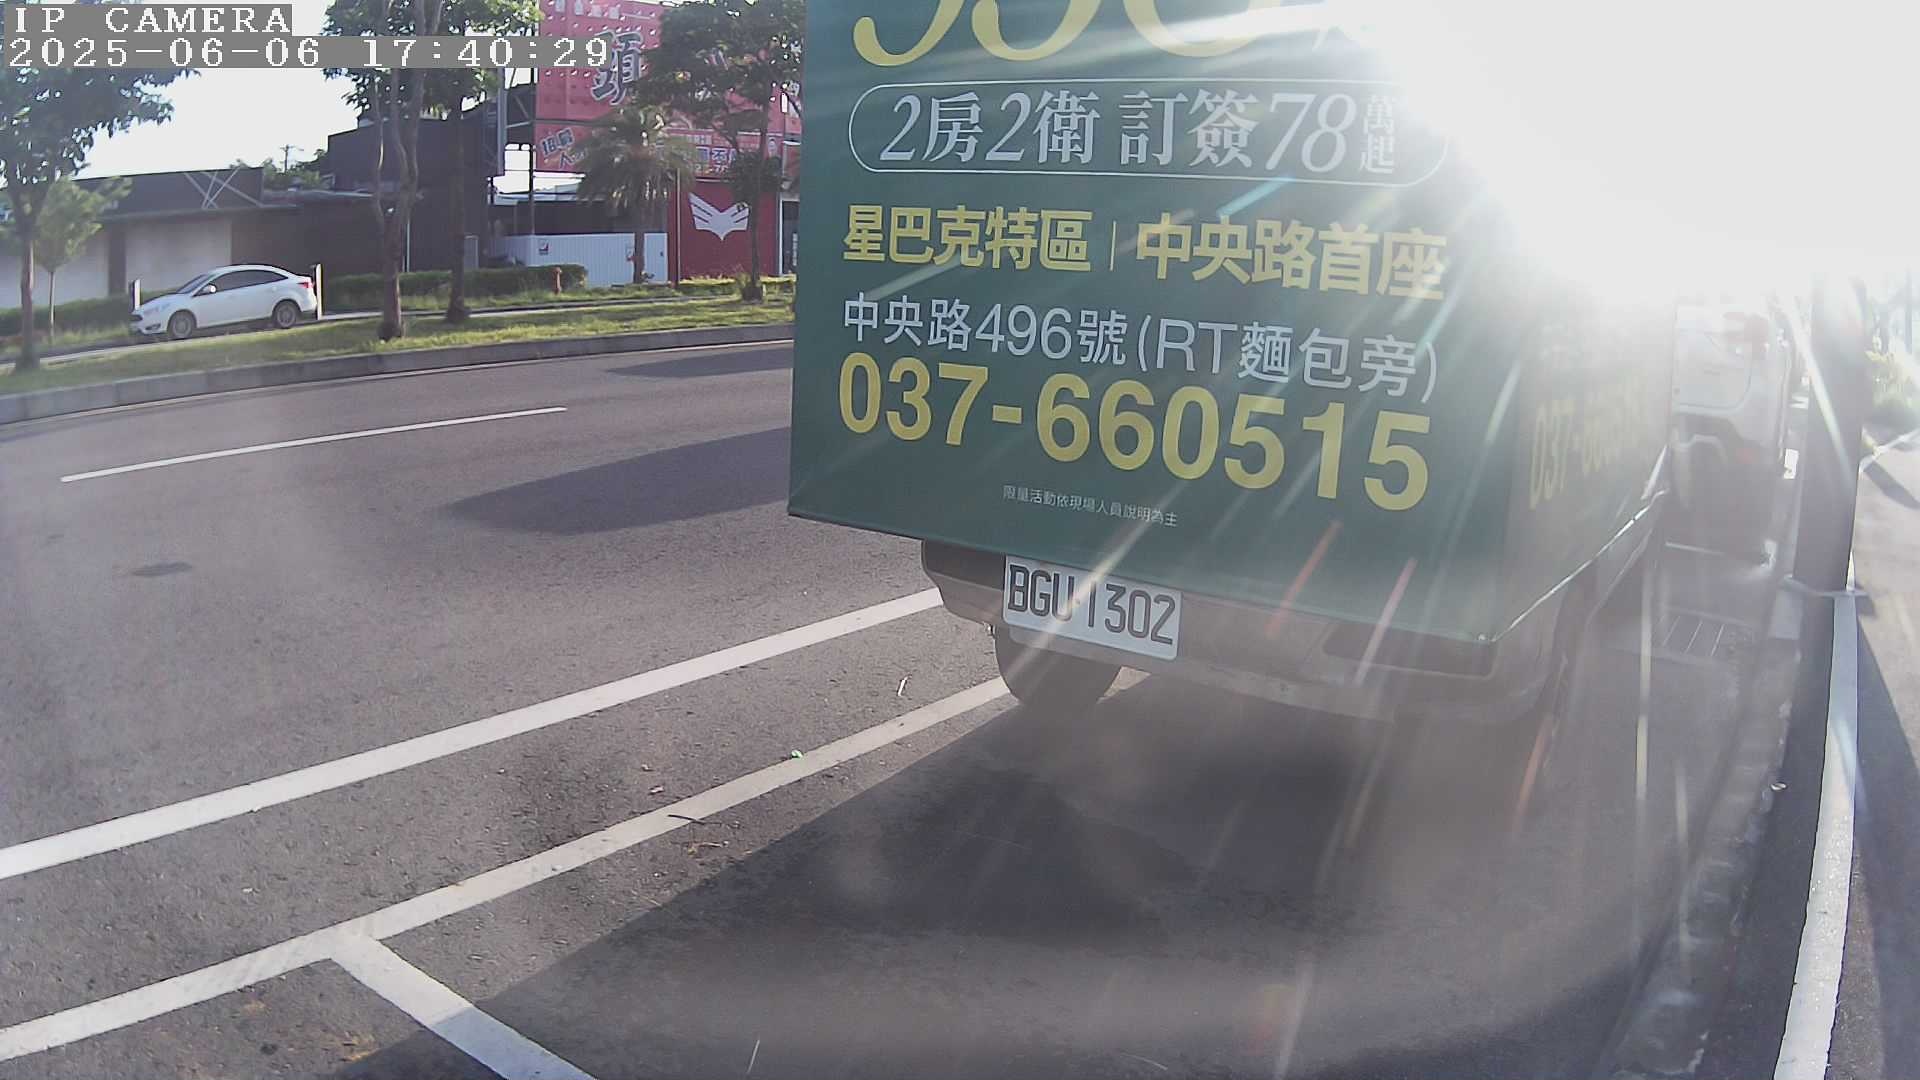 IP CAMERA
2025-06-06 17:40:29
頭
2房2衛 訂簽78萬起
星巴克特區|中央路首座
中央路496號(RT麵包旁)
037-660515
限量活動依現場人員說明為主
BGU-1302